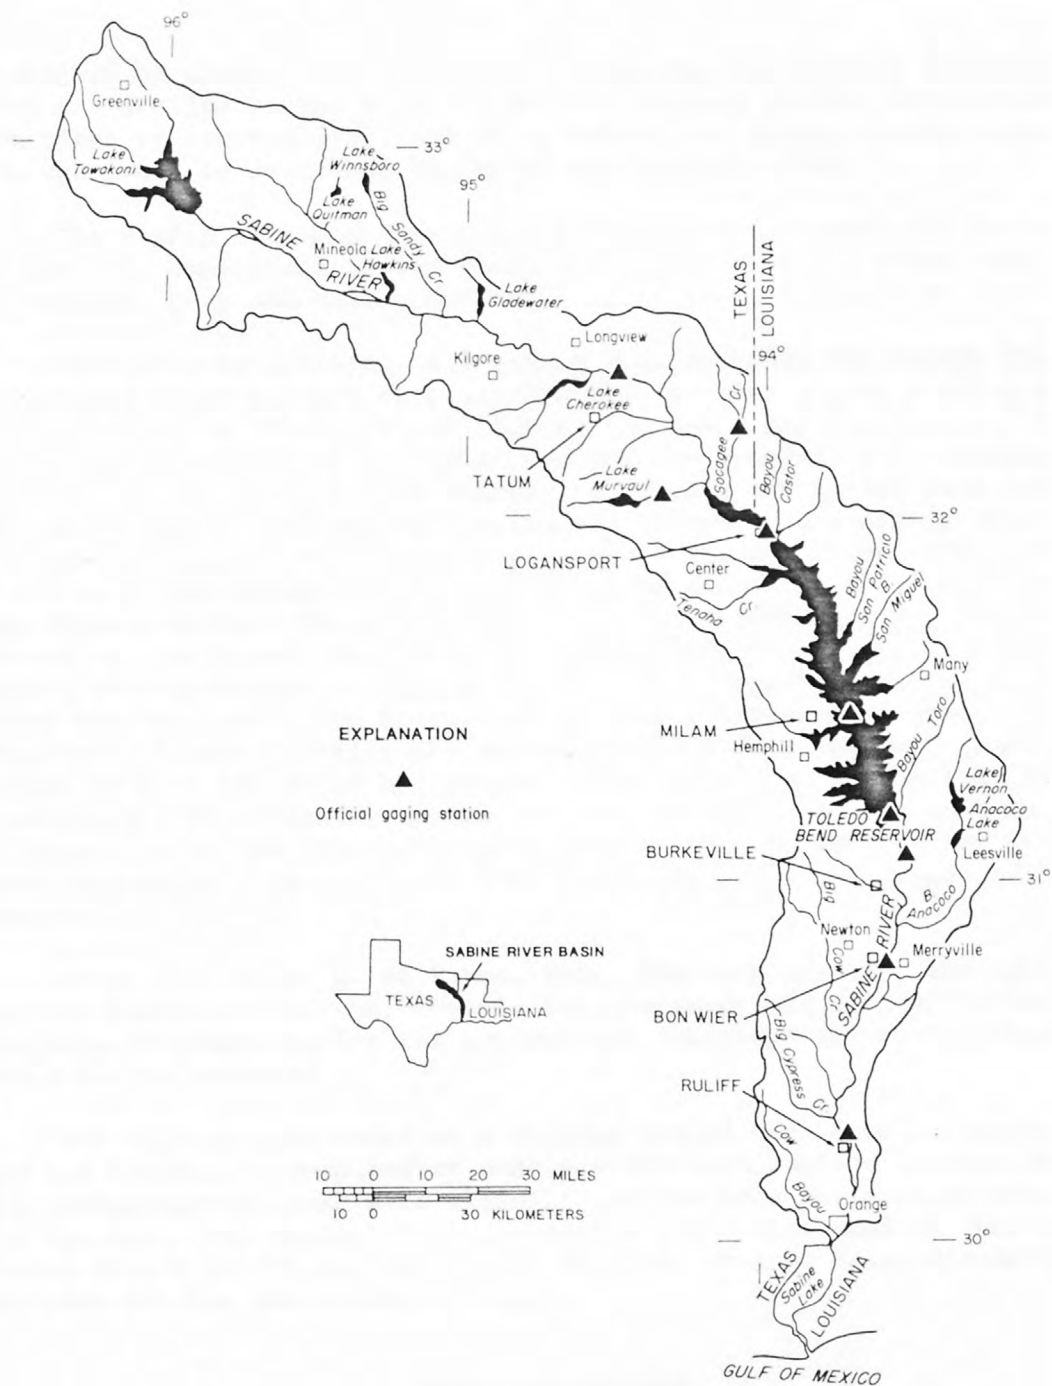 96°
Greenville
Lake
Tawakoni
Lake
Winnsboro
33°
95°
Lake
Quitman
Big Sandy Cr
SABINE
RIVER
Mineola
Lake
Hawkins
Lake
Gladewater
TEXAS
LOUISIANA
94°
Longview
Kilgore
Lake
Cherokee
Cr
TATUM
Lake
Murvaul
Socagee
Bayou
Castor
32°
LOGANSPORT
Center
Tenaha
Cr
Bayou
San Patricio
B.
San Miguel
Many
MILAM
Hemphill
Bayou Toro
EXPLANATION
Official gaging station
Lake
Vernon
Anacoco
Lake
Leesville
TOLEDO
BEND RESERVOIR
BURKEVILLE
31°
Big
Cow
Cr
B.
Anacoco
Newton
Merryville
SABINE RIVER
SABINE RIVER BASIN
TEXAS
LOUISIANA
BON WIER
Big Cypress
Cr
RULIFF
Cow
Bayou
10 0 10 20 30 MILES
10 0 30 KILOMETERS
Orange
30°
TEXAS
Sabine
Lake
LOUISIANA
GULF OF MEXICO